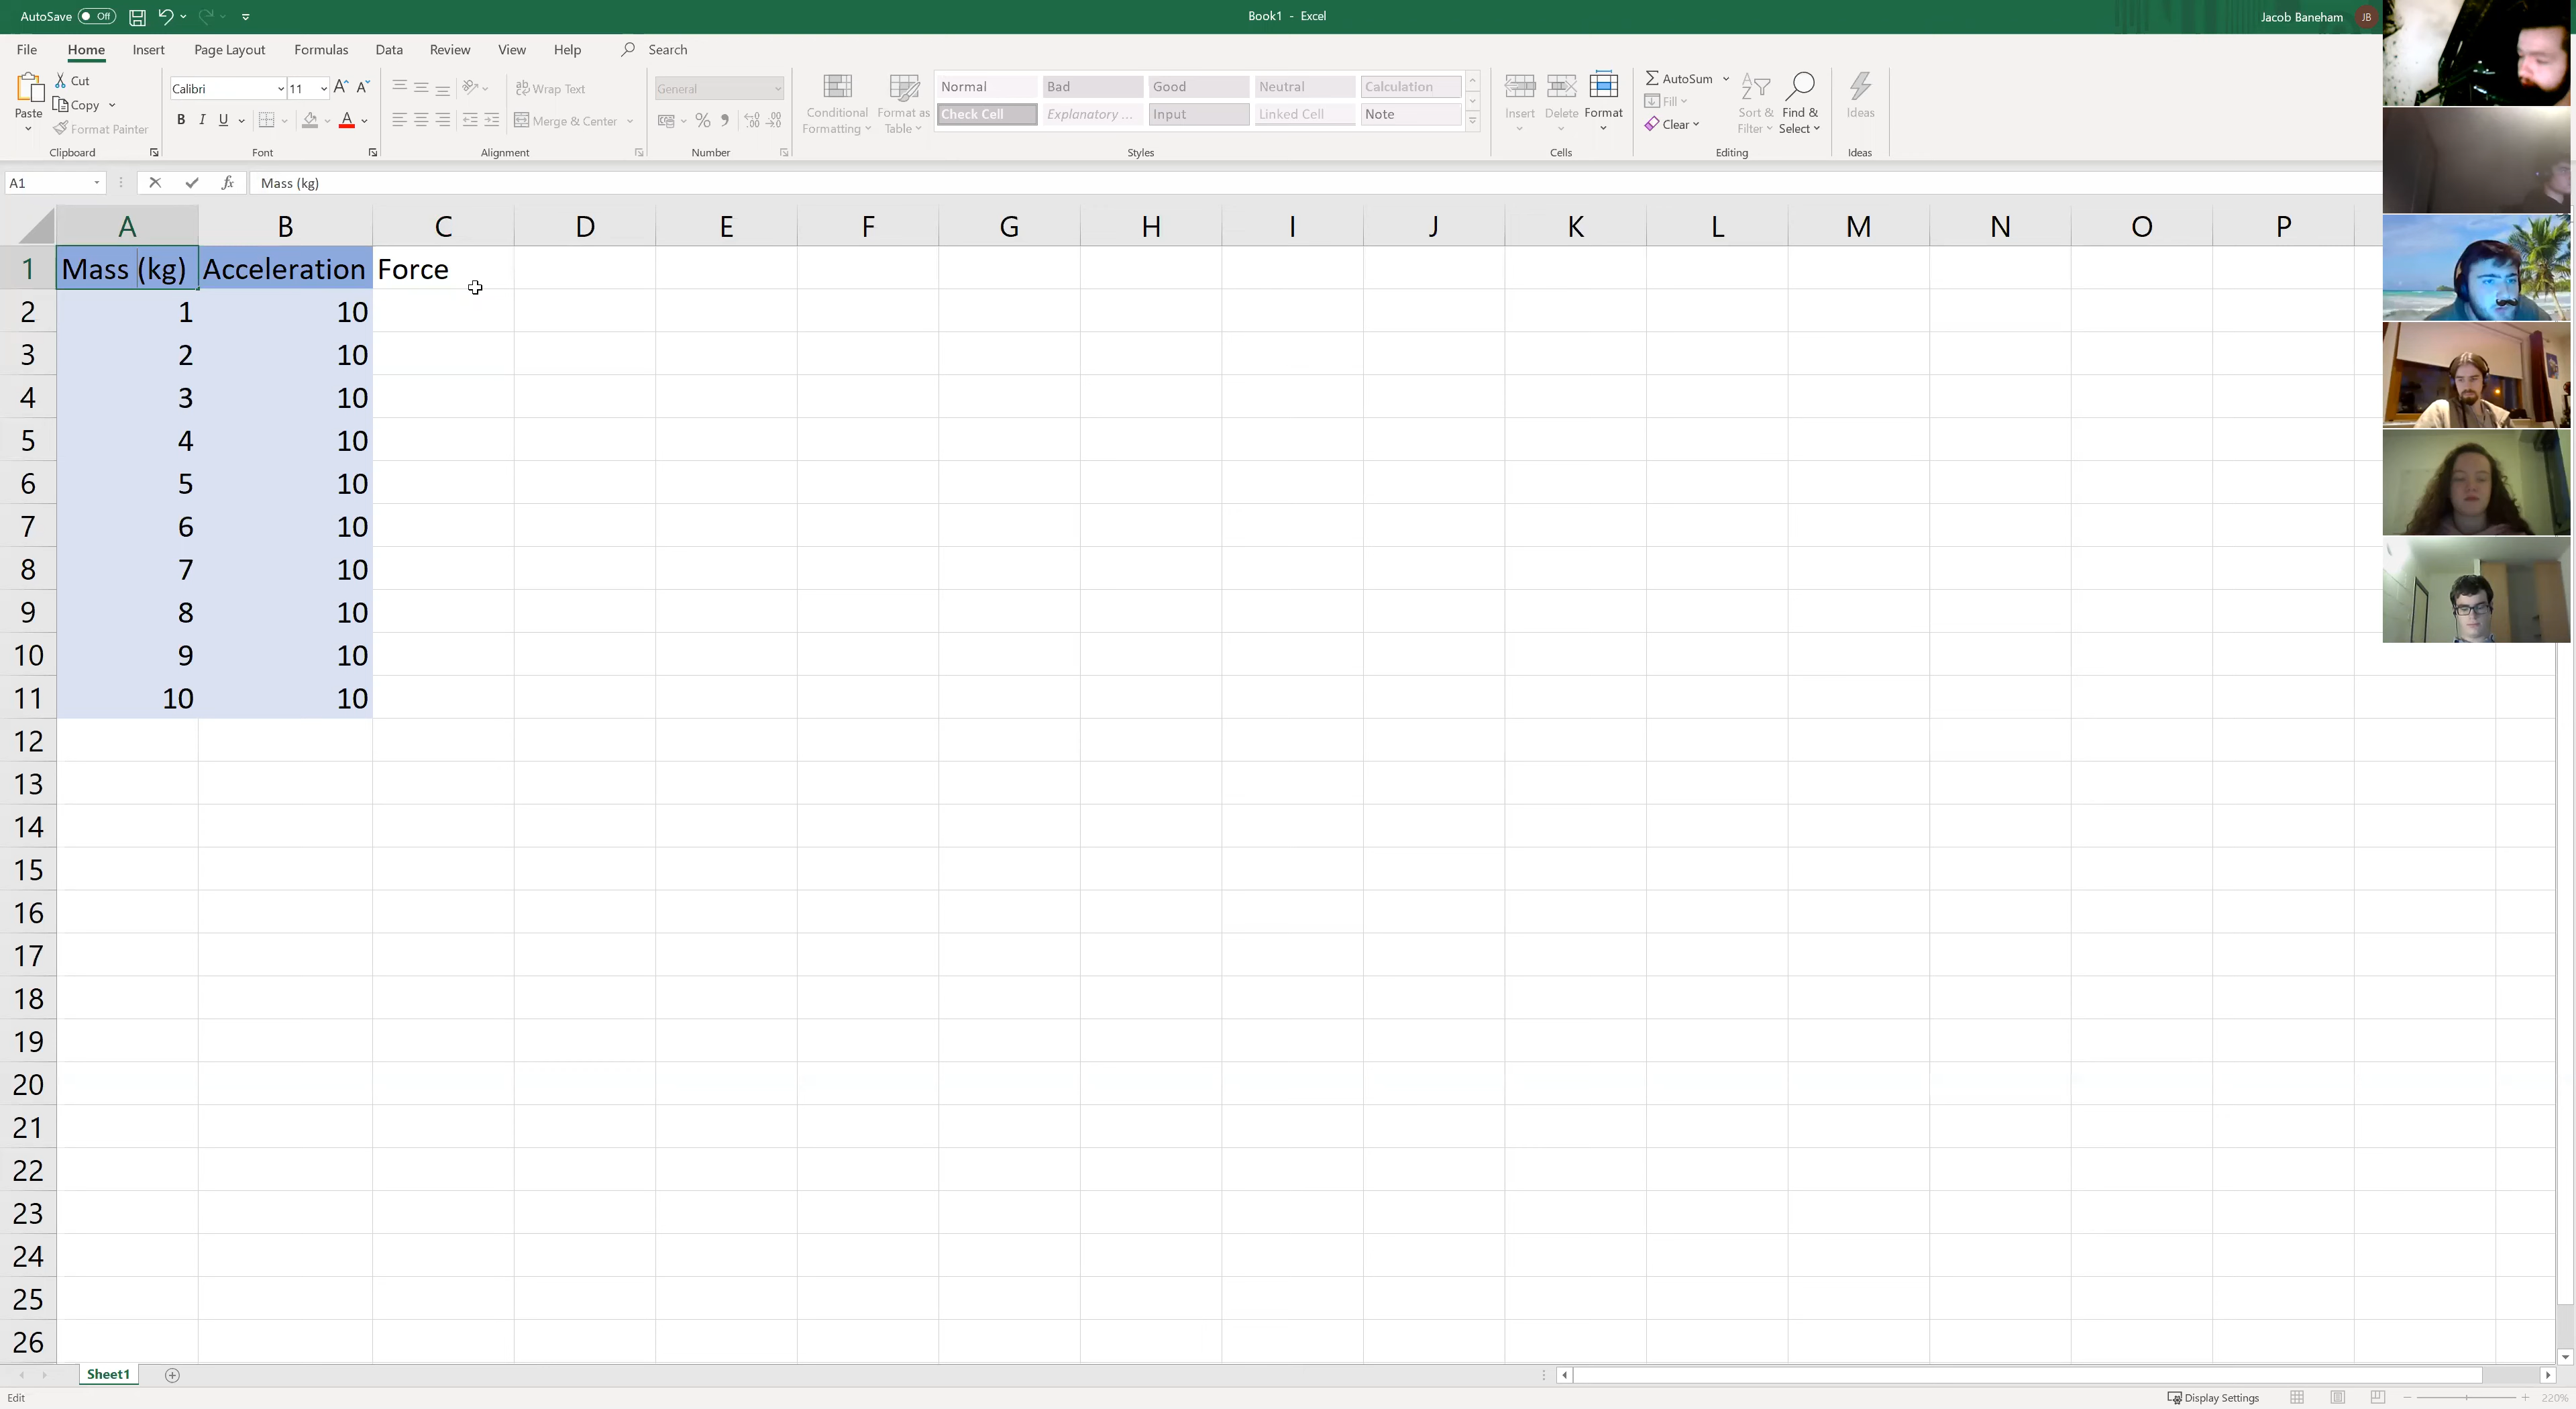 AutoSave Off
Book1 - Excel
Jacob Baneham JB
File Home Insert Page Layout Formulas Data Review View Help Search
Paste
Cut
Copy
Format Painter
Clipboard
Calibri 11 A A
B I U A
Font
ab Wrap Text
Merge & Center
Alignment
General
%
Number
Conditional Formatting
Format as Table
Normal Bad Good Neutral Calculation
Check Cell Explanatory ... Input Linked Cell Note
Styles
Insert Delete Format
Cells
AutoSum
Fill
Clear
Sort & Filter
Find & Select
Editing
Ideas
Ideas
A1 fx Mass (kg)
A B C D E F G H I J K L M N O P
1 Mass (kg) Acceleration Force
2 1 10
3 2 10
4 3 10
5 4 10
6 5 10
7 6 10
8 7 10
9 8 10
10 9 10
11 10 10
12
13
14
15
16
17
18
19
20
21
22
23
24
25
26
Sheet1
Edit
Display Settings
220%